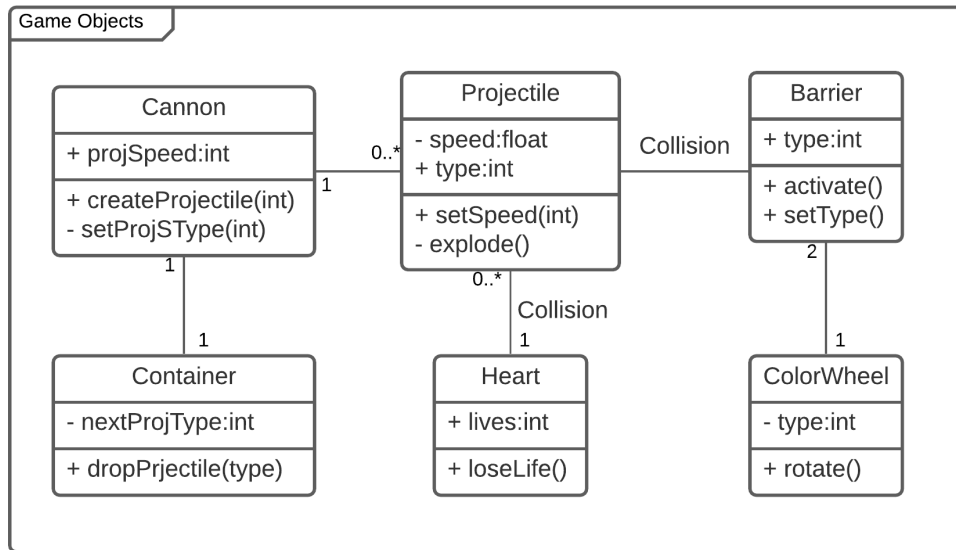 Game Objects
Cannon
+ projSpeed:int
+ createProjectile(int)
- setProjSType(int)
1
0..*
Projectile
- speed:float
+ type:int
+ setSpeed(int)
- explode()
Collision
Barrier
+ type:int
+ activate()
+ setType()
1
1
0..*
Collision
1
2
1
Container
- nextProjType:int
+ dropPrjectile(type)
Heart
+ lives:int
+ loseLife()
ColorWheel
- type:int
+ rotate()